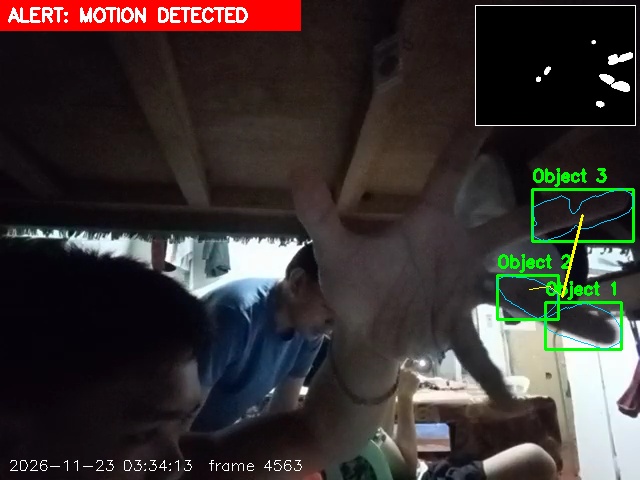 ALERT: MOTION DETECTED
Object 3
Object 2
Object 1
2026-11-23 03:34:13 frame 4563